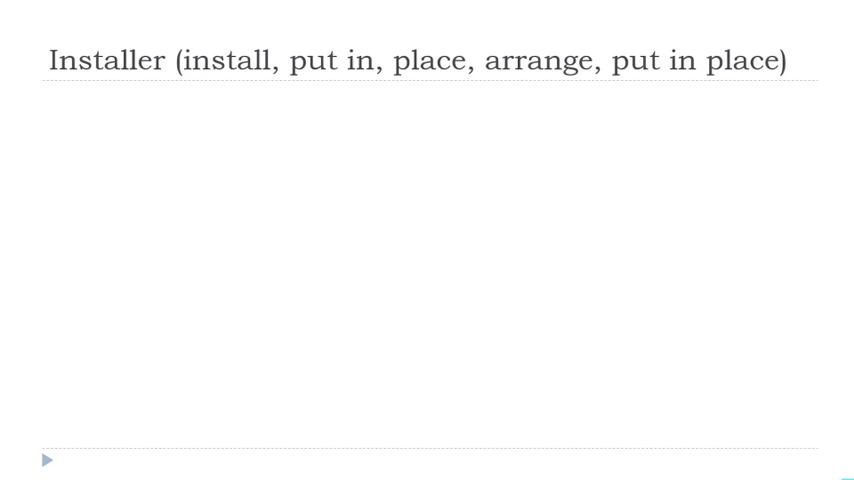 Installer (install, put in, place, arrange, put in place)